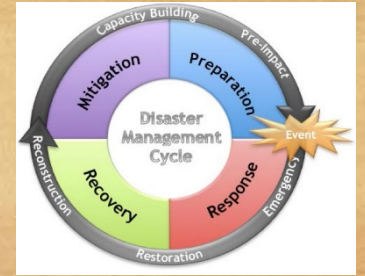 Capacity Building
Pre-Impact
Mitigation
Preparation
Disaster
Management
Cycle
Event
Recovery
Response
Reconstruction
Emergency
Restoration